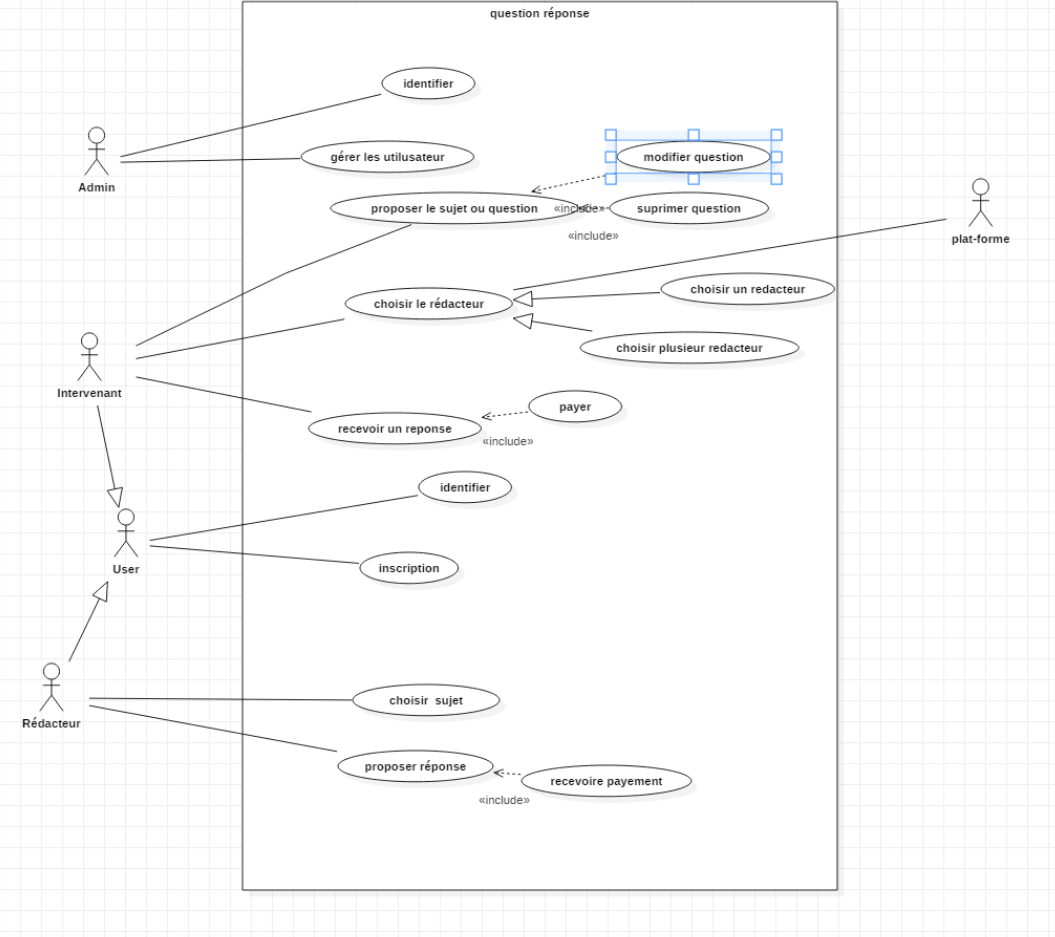 question réponse
identifier
Admin
gérer les utilusateur
modifier question
proposer le sujet ou question
«include»
suprimer question
«include»
plat-forme
choisir le rédacteur
choisir un redacteur
choisir plusieur redacteur
Intervenant
recevoir un reponse
payer
«include»
identifier
User
inscription
Rédacteur
choisir  sujet
proposer réponse
recevoire payement
«include»